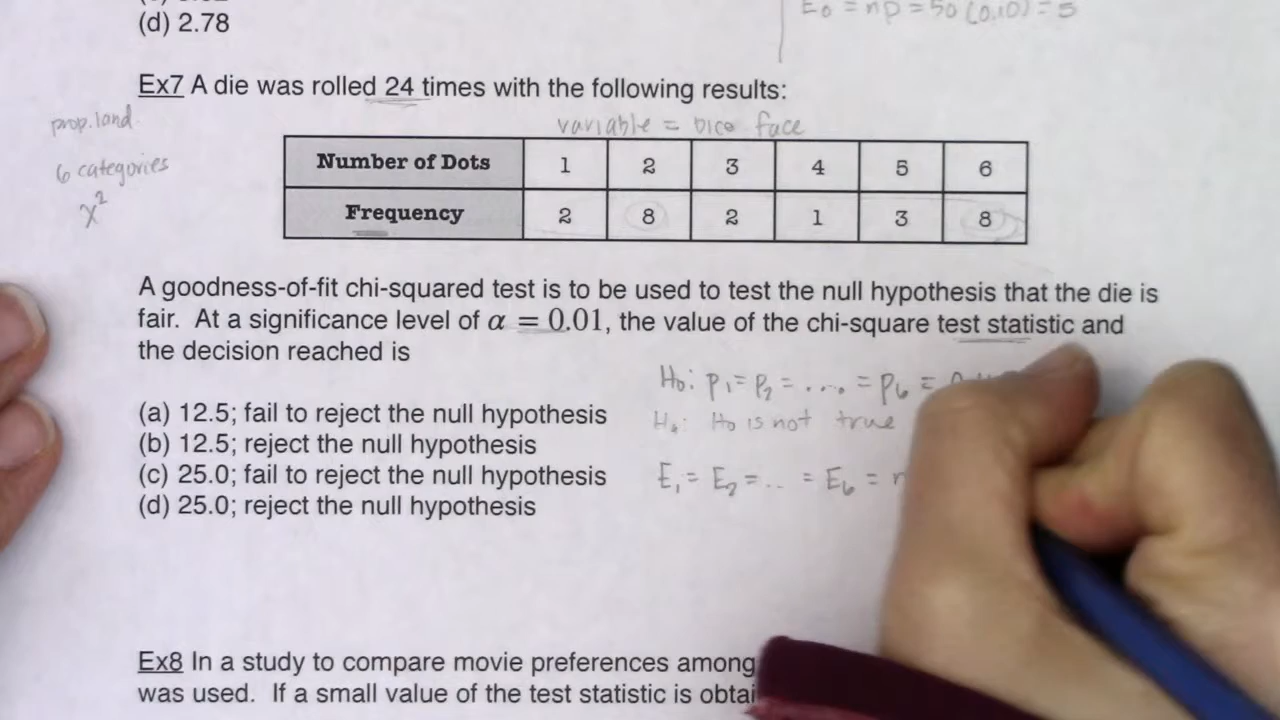 E₀ = np = 50 (0.10) = 5
(d) 2.78
Ex7 A die was rolled 24 times with the following results:
prop. land
variable = Dice face
6 categories
χ²
Number of Dots 1 2 3 4 5 6
Frequency 2 8 2 1 3 8
A goodness-of-fit chi-squared test is to be used to test the null hypothesis that the die is
fair. At a significance level of α = 0.01, the value of the chi-square test statistic and
the decision reached is
H₀: p₁ = p₂ = .... = p₆ =
(a) 12.5; fail to reject the null hypothesis
Hₐ: H₀ is not true
(b) 12.5; reject the null hypothesis
(c) 25.0; fail to reject the null hypothesis
E₁ = E₂ = .. = E₆ = n
(d) 25.0; reject the null hypothesis
Ex8 In a study to compare movie preferences among
was used. If a small value of the test statistic is